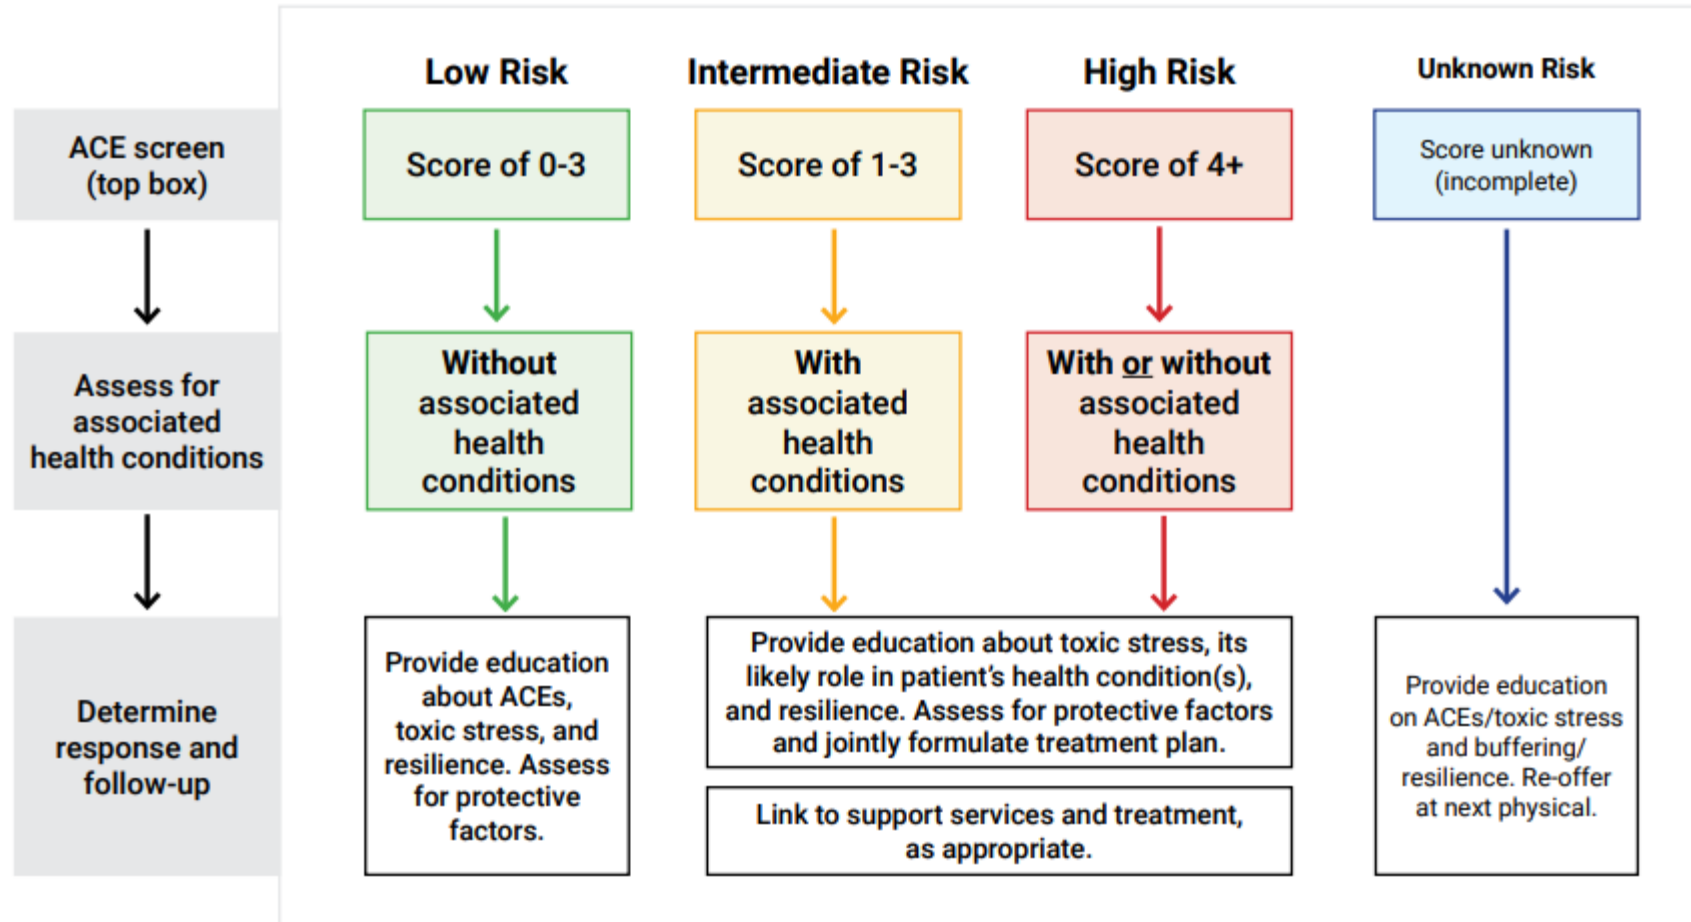 Low Risk
Intermediate Risk
High Risk
Unknown Risk
ACE screen
(top box)
Score of 0-3
Score of 1-3
Score of 4+
Score unknown
(incomplete)
Assess for
associated
health conditions
Without
associated
health
conditions
With
associated
health
conditions
With or without
associated
health
conditions
Determine
response and
follow-up
Provide education
about ACEs,
toxic stress, and
resilience. Assess
for protective
factors.
Provide education about toxic stress, its
likely role in patient’s health condition(s),
and resilience. Assess for protective factors
and jointly formulate treatment plan.
Link to support services and treatment,
as appropriate.
Provide education
on ACEs/toxic stress
and buffering/
resilience. Re-offer
at next physical.